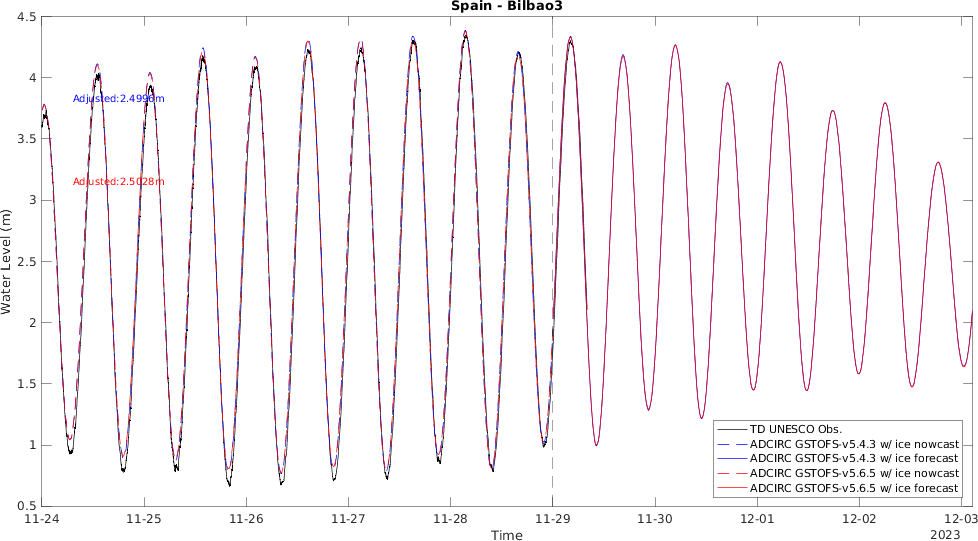 Spain - Bilbao3
4.5
4
3.5
3
2.5
2
1.5
1
0.5
Water Level (m)
Adjusted:2.4996m
Adjusted:2.5028m
TD UNESCO Obs.
ADCIRC GSTOFS-v5.4.3 w/ ice nowcast
ADCIRC GSTOFS-v5.4.3 w/ ice forecast
ADCIRC GSTOFS-v5.6.5 w/ ice nowcast
ADCIRC GSTOFS-v5.6.5 w/ ice forecast
11-24 11-25 11-26 11-27 11-28 11-29 11-30 12-01 12-02 12-03
Time
2023